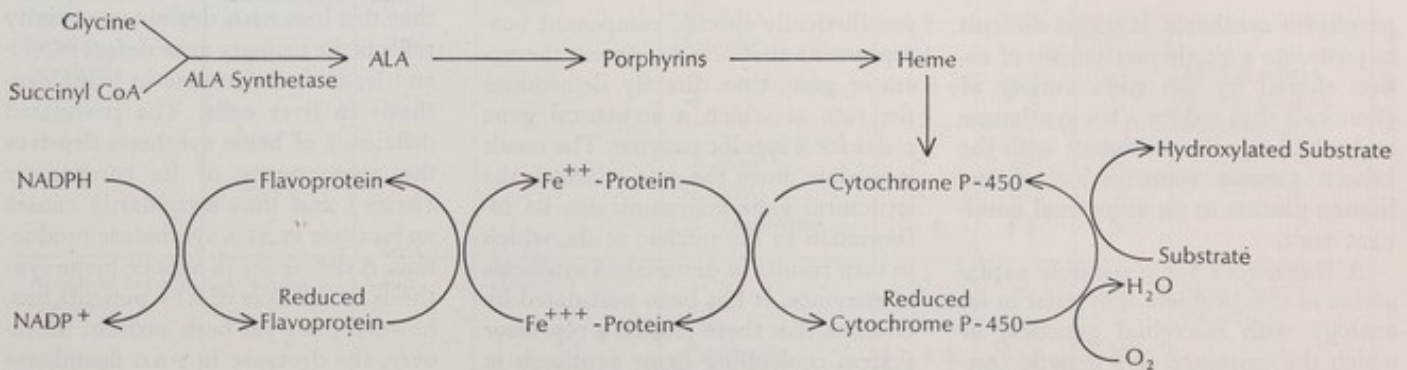 Glycine
Succinyl CoA
ALA Synthetase
ALA
Porphyrins
Heme
NADPH
Flavoprotein
Fe++-Protein
Cytochrome P-450
Hydroxylated Substrate
Substrate
H2O
NADP+
Reduced
Flavoprotein
Fe+++-Protein
Reduced
Cytochrome P-450
O2